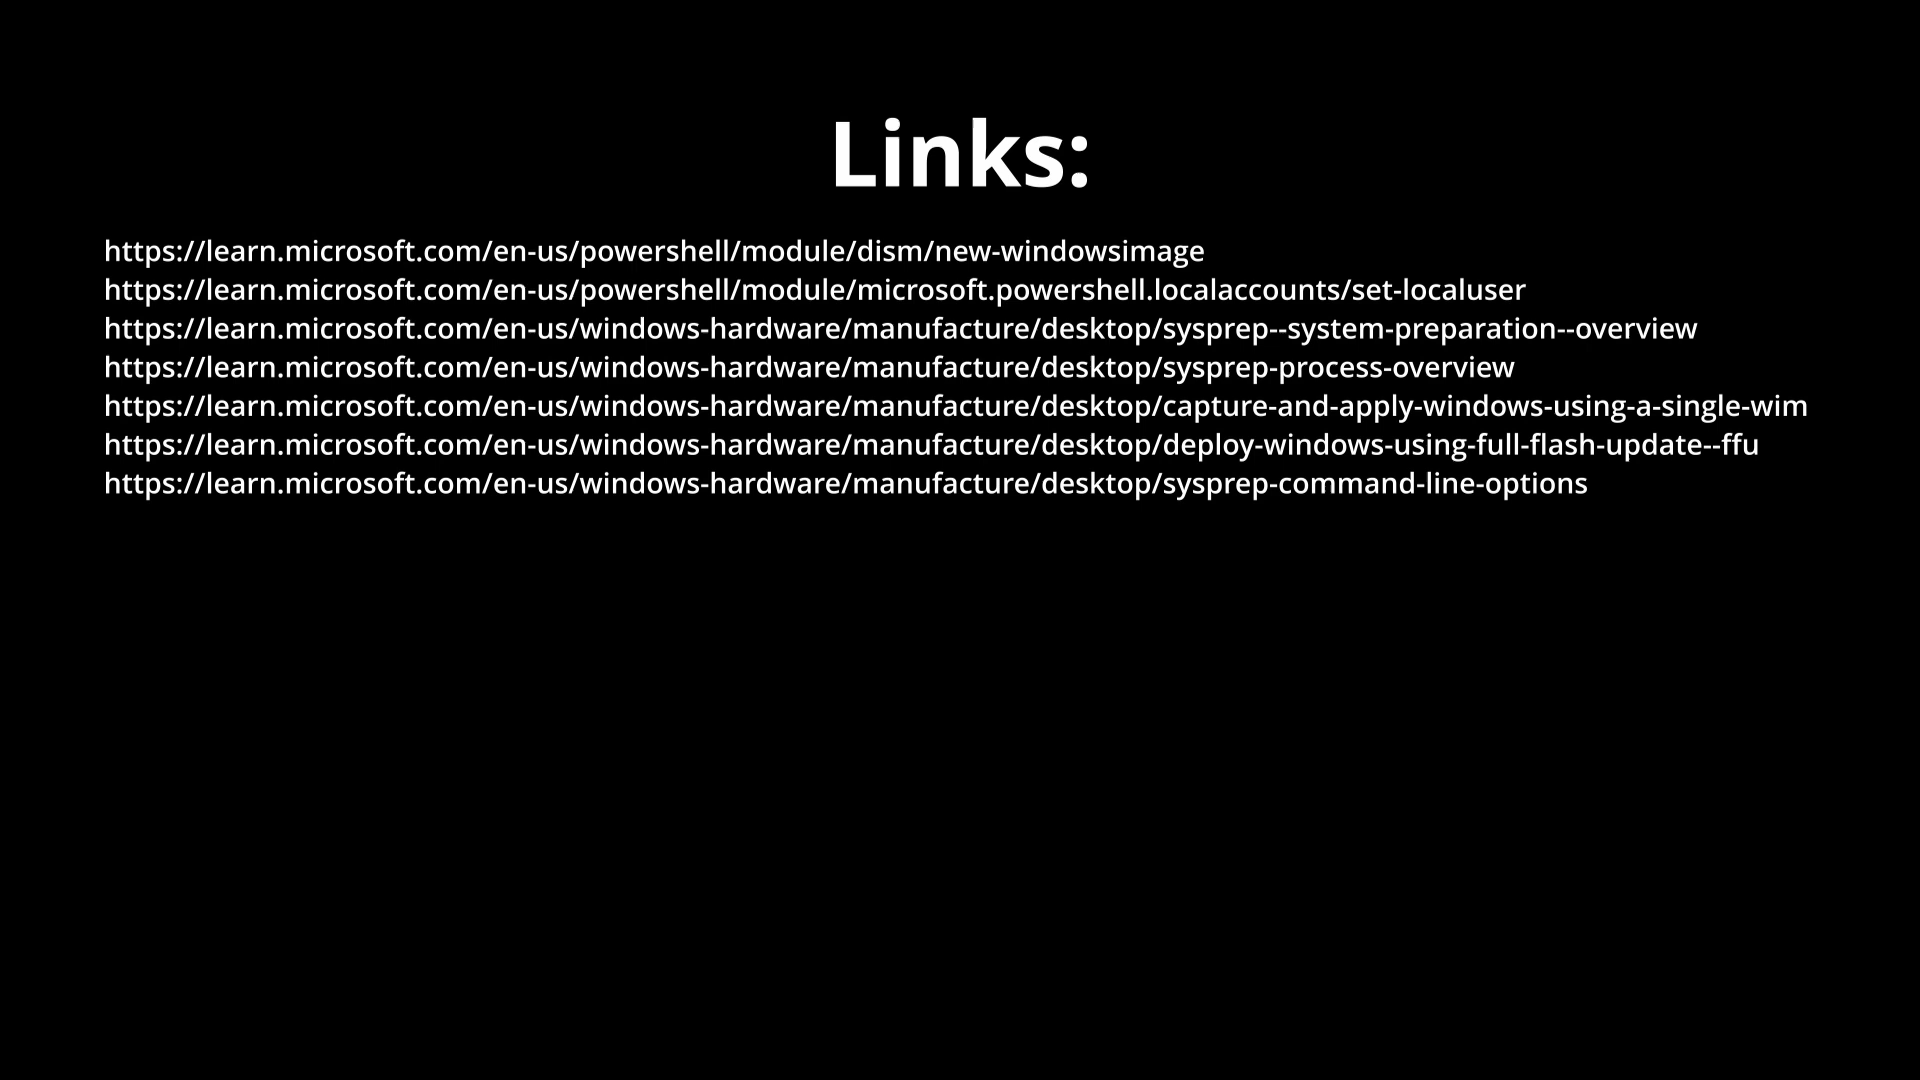 Links:
https://learn.microsoft.com/en-us/powershell/module/dism/new-windowsimage
https://learn.microsoft.com/en-us/powershell/module/microsoft.powershell.localaccounts/set-localuser
https://learn.microsoft.com/en-us/windows-hardware/manufacture/desktop/sysprep--system-preparation--overview
https://learn.microsoft.com/en-us/windows-hardware/manufacture/desktop/sysprep-process-overview
https://learn.microsoft.com/en-us/windows-hardware/manufacture/desktop/capture-and-apply-windows-using-a-single-wim
https://learn.microsoft.com/en-us/windows-hardware/manufacture/desktop/deploy-windows-using-full-flash-update--ffu
https://learn.microsoft.com/en-us/windows-hardware/manufacture/desktop/sysprep-command-line-options